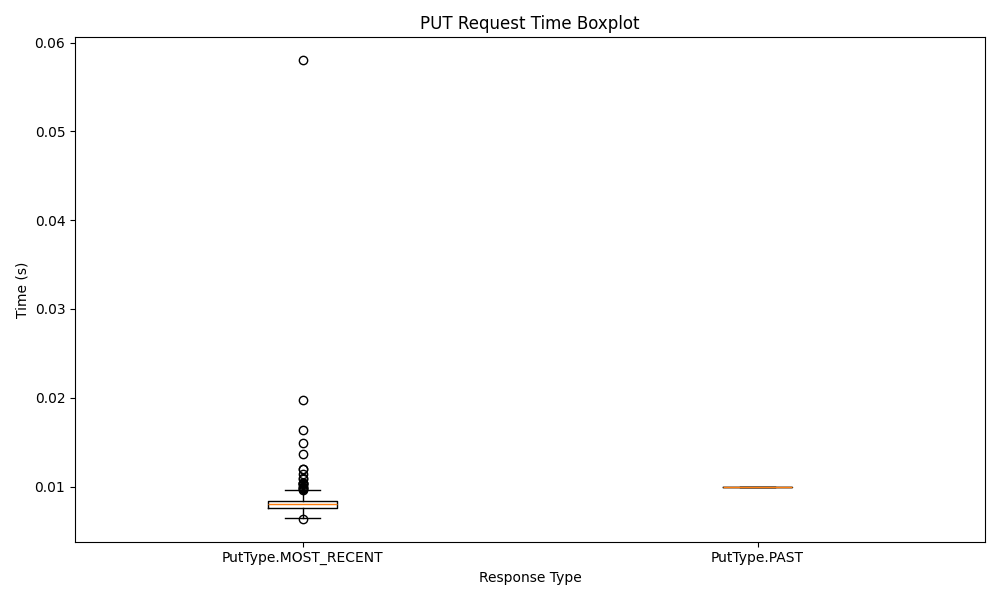 PUT Request Time Boxplot
0.06
0.05
0.04
0.03
0.02
0.01
Time (s)
PutType.MOST_RECENT
PutType.PAST
Response Type